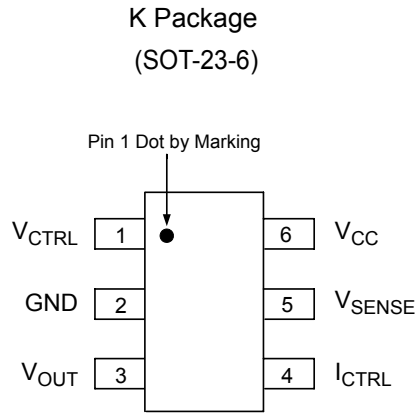 K Package
(SOT-23-6)
Pin 1 Dot by Marking
VCTRL 1 6 VCC
GND 2 5 VSENSE
VOUT 3 4 ICTRL